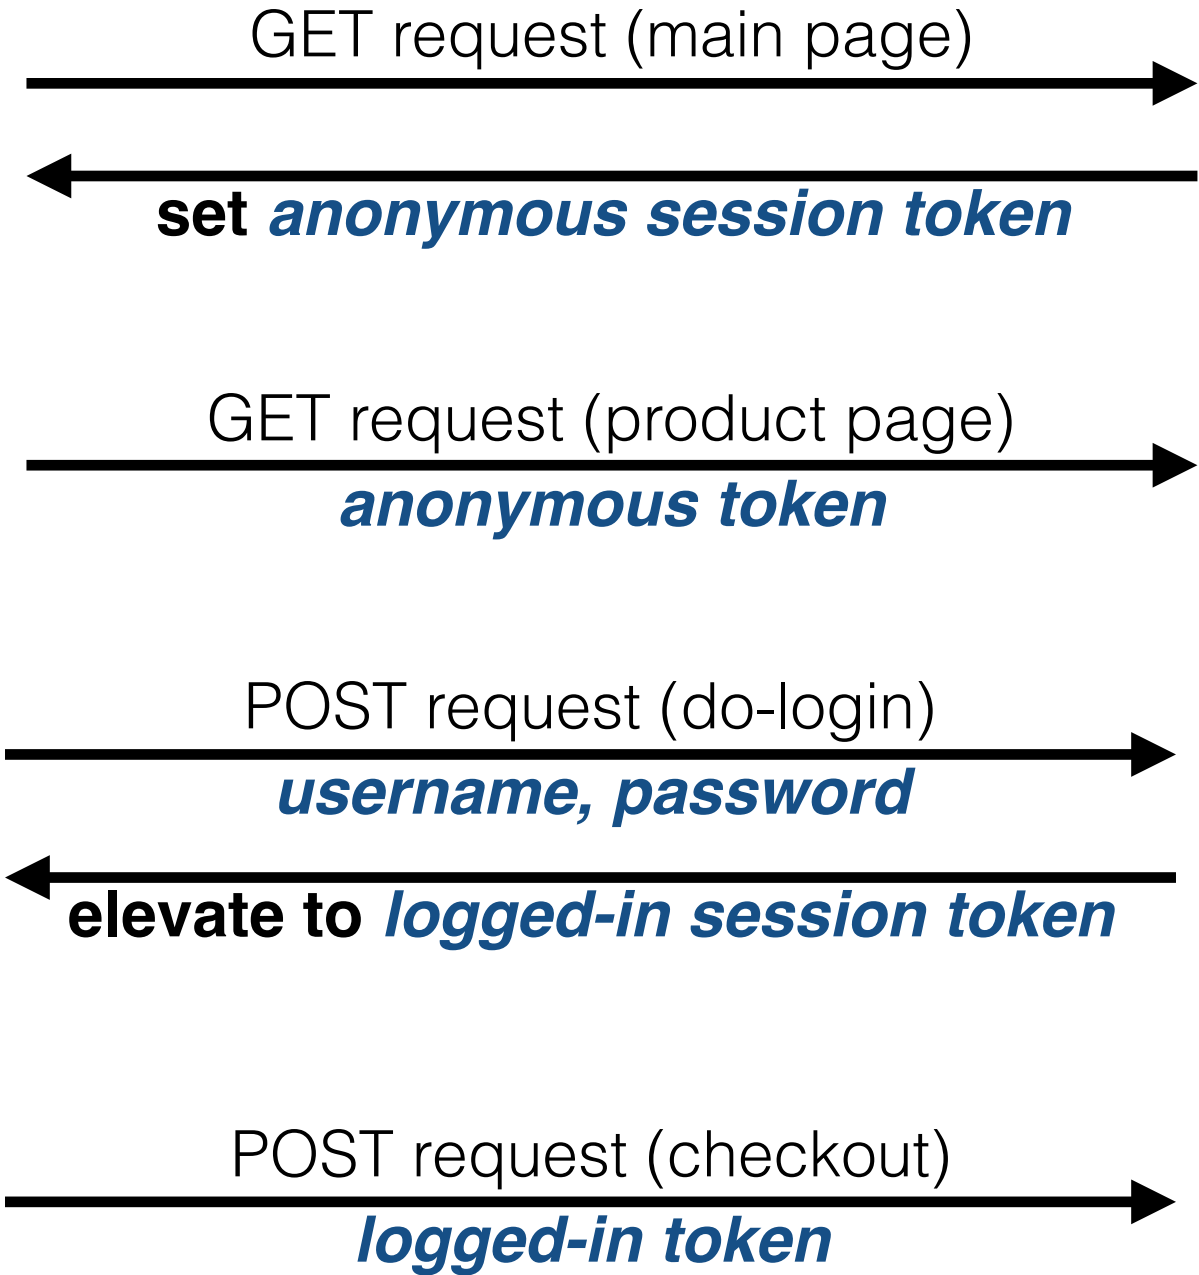 GET request (main page)
set anonymous session token
GET request (product page)
anonymous token
POST request (do-login)
username, password
elevate to logged-in session token
POST request (checkout)
logged-in token